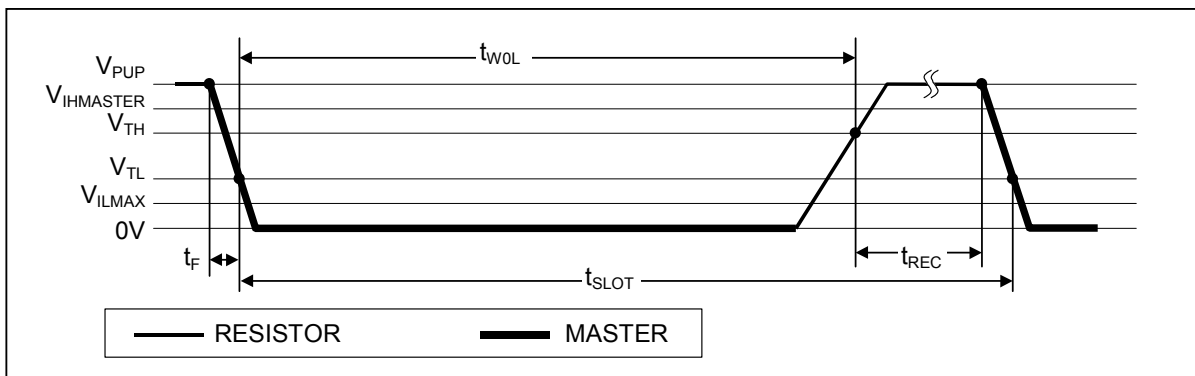 tW0L
VPUP
VIHMASTER
VTH
VTL
VILMAX
0V
tF
tREC
tSLOT
RESISTOR
MASTER